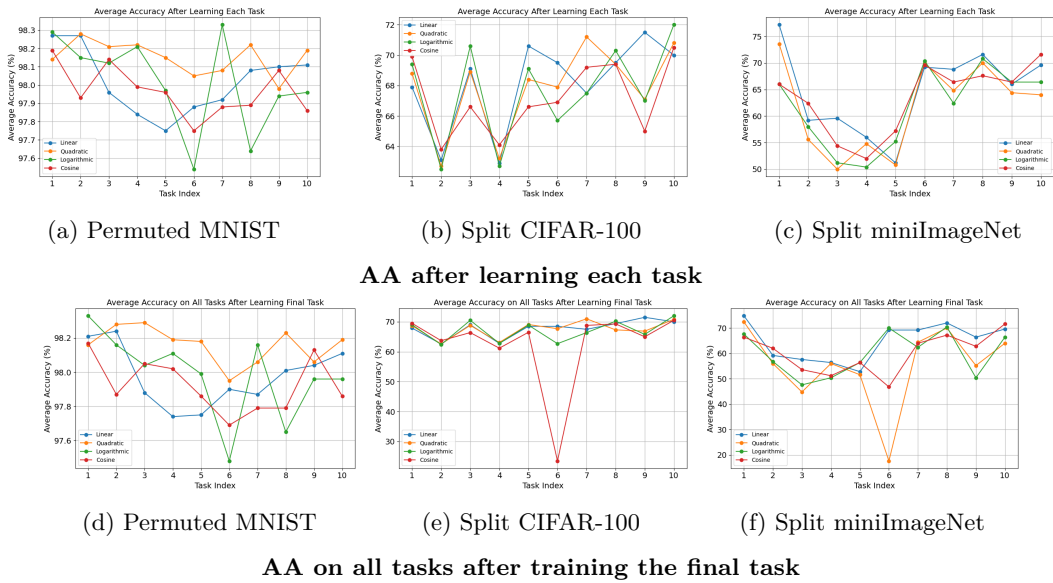 Average Accuracy After Learning Each Task
Average Accuracy (%)
98.3
98.2
98.1
98.0
97.9
97.8
97.7
97.6
Linear
Quadratic
Logarithmic
Cosine
1 2 3 4 5 6 7 8 9 10
Task Index
(a) Permuted MNIST
Average Accuracy After Learning Each Task
Average Accuracy (%)
72
70
68
66
64
Linear
Quadratic
Logarithmic
Cosine
1 2 3 4 5 6 7 8 9 10
Task Index
(b) Split CIFAR-100
Average Accuracy After Learning Each Task
Average Accuracy (%)
75
70
65
60
55
50
Linear
Quadratic
Logarithmic
Cosine
1 2 3 4 5 6 7 8 9 10
Task Index
(c) Split miniImageNet
AA after learning each task
Average Accuracy on All Tasks After Learning Final Task
Average Accuracy (%)
98.2
98.0
97.8
97.6
Linear
Quadratic
Logarithmic
Cosine
1 2 3 4 5 6 7 8 9 10
Task Index
(d) Permuted MNIST
Average Accuracy on All Tasks After Learning Final Task
Average Accuracy (%)
70
60
50
40
30
Linear
Quadratic
Logarithmic
Cosine
1 2 3 4 5 6 7 8 9 10
Task Index
(e) Split CIFAR-100
Average Accuracy on All Tasks After Learning Final Task
Average Accuracy (%)
70
60
50
40
30
20
Linear
Quadratic
Logarithmic
Cosine
1 2 3 4 5 6 7 8 9 10
Task Index
(f) Split miniImageNet
AA on all tasks after training the final task